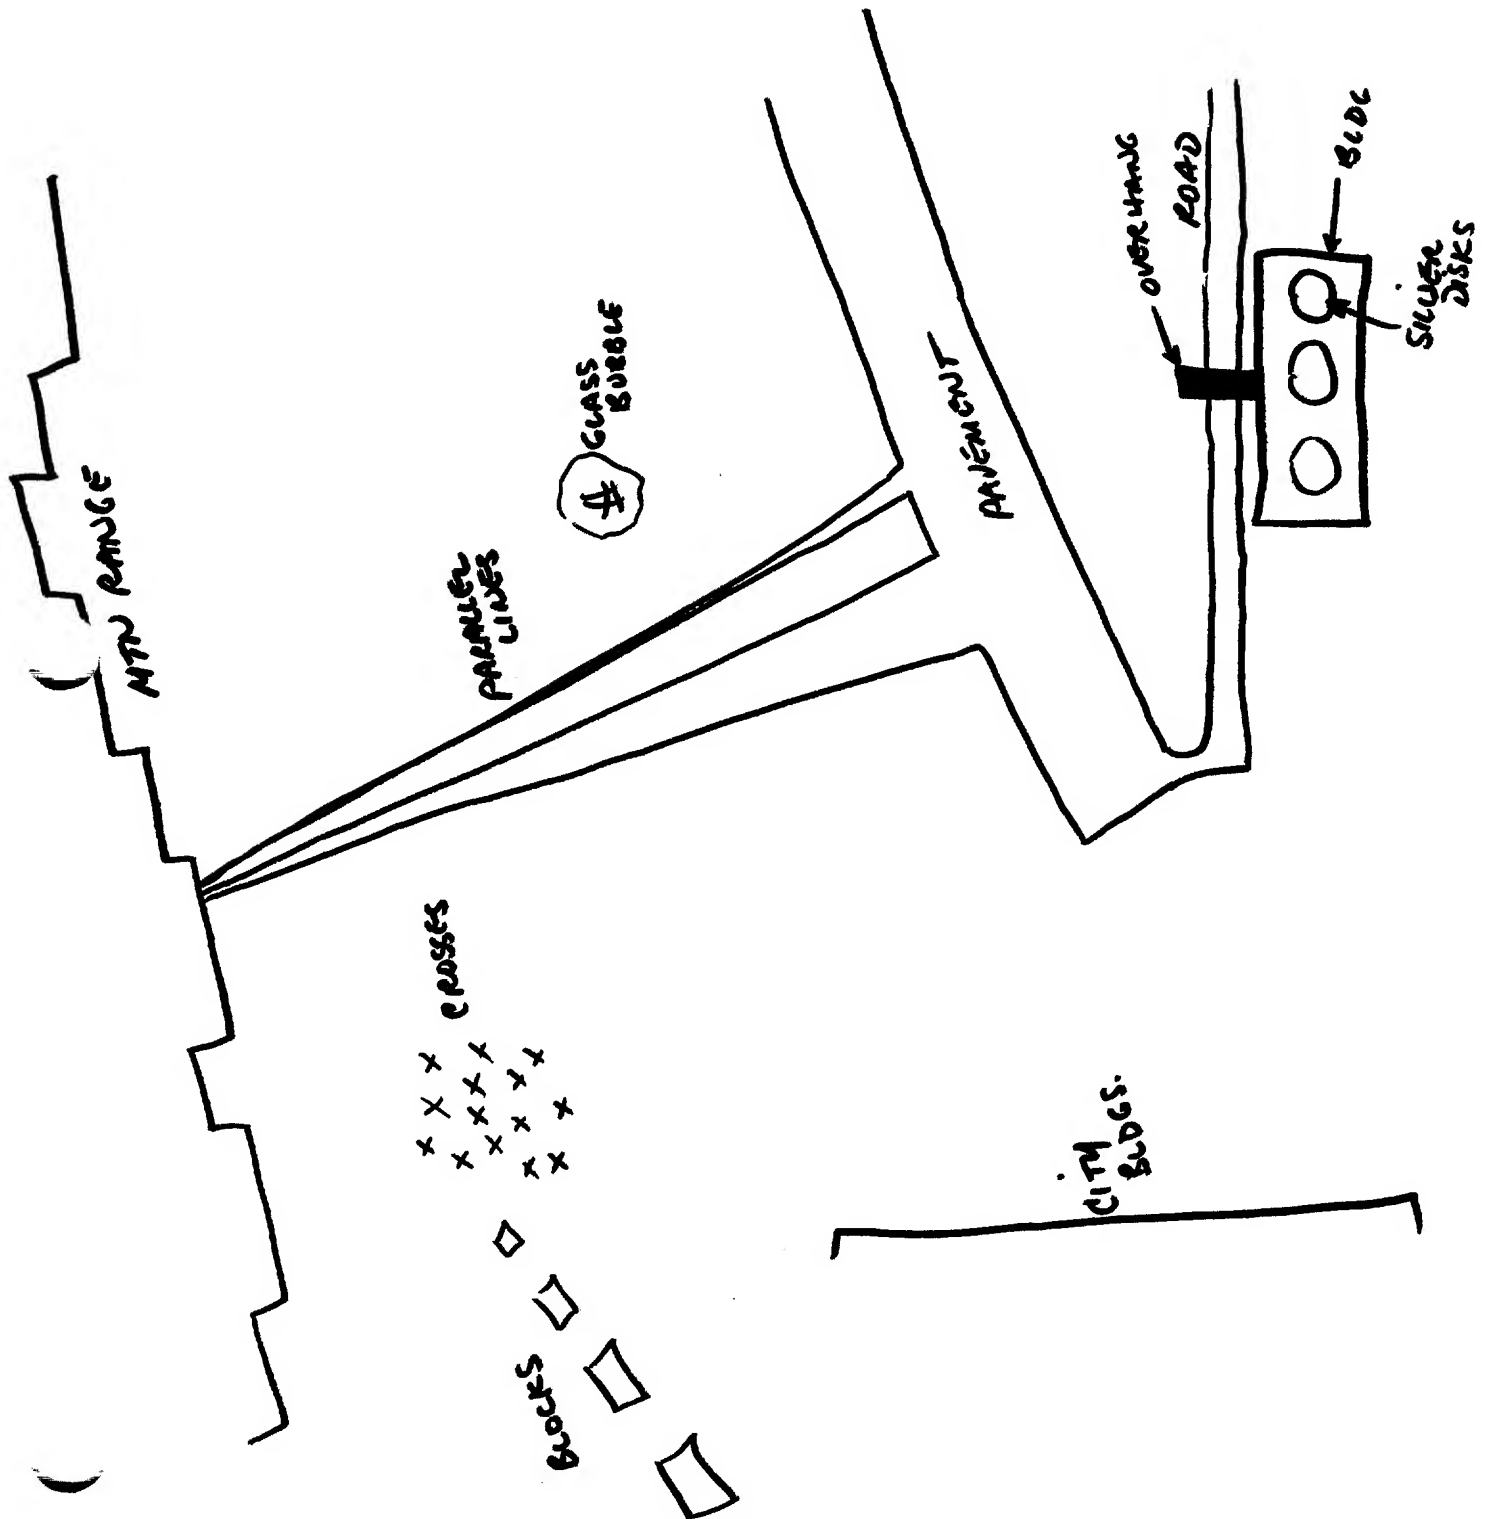 MTN RANGE
PARALLEL
LINES
GLASS
BUBBLE
CROSSES
BLOCKS
PAVEMENT
OVERHANG
ROAD
BLDG
SILVER
DISKS
CITY
BLDGS.